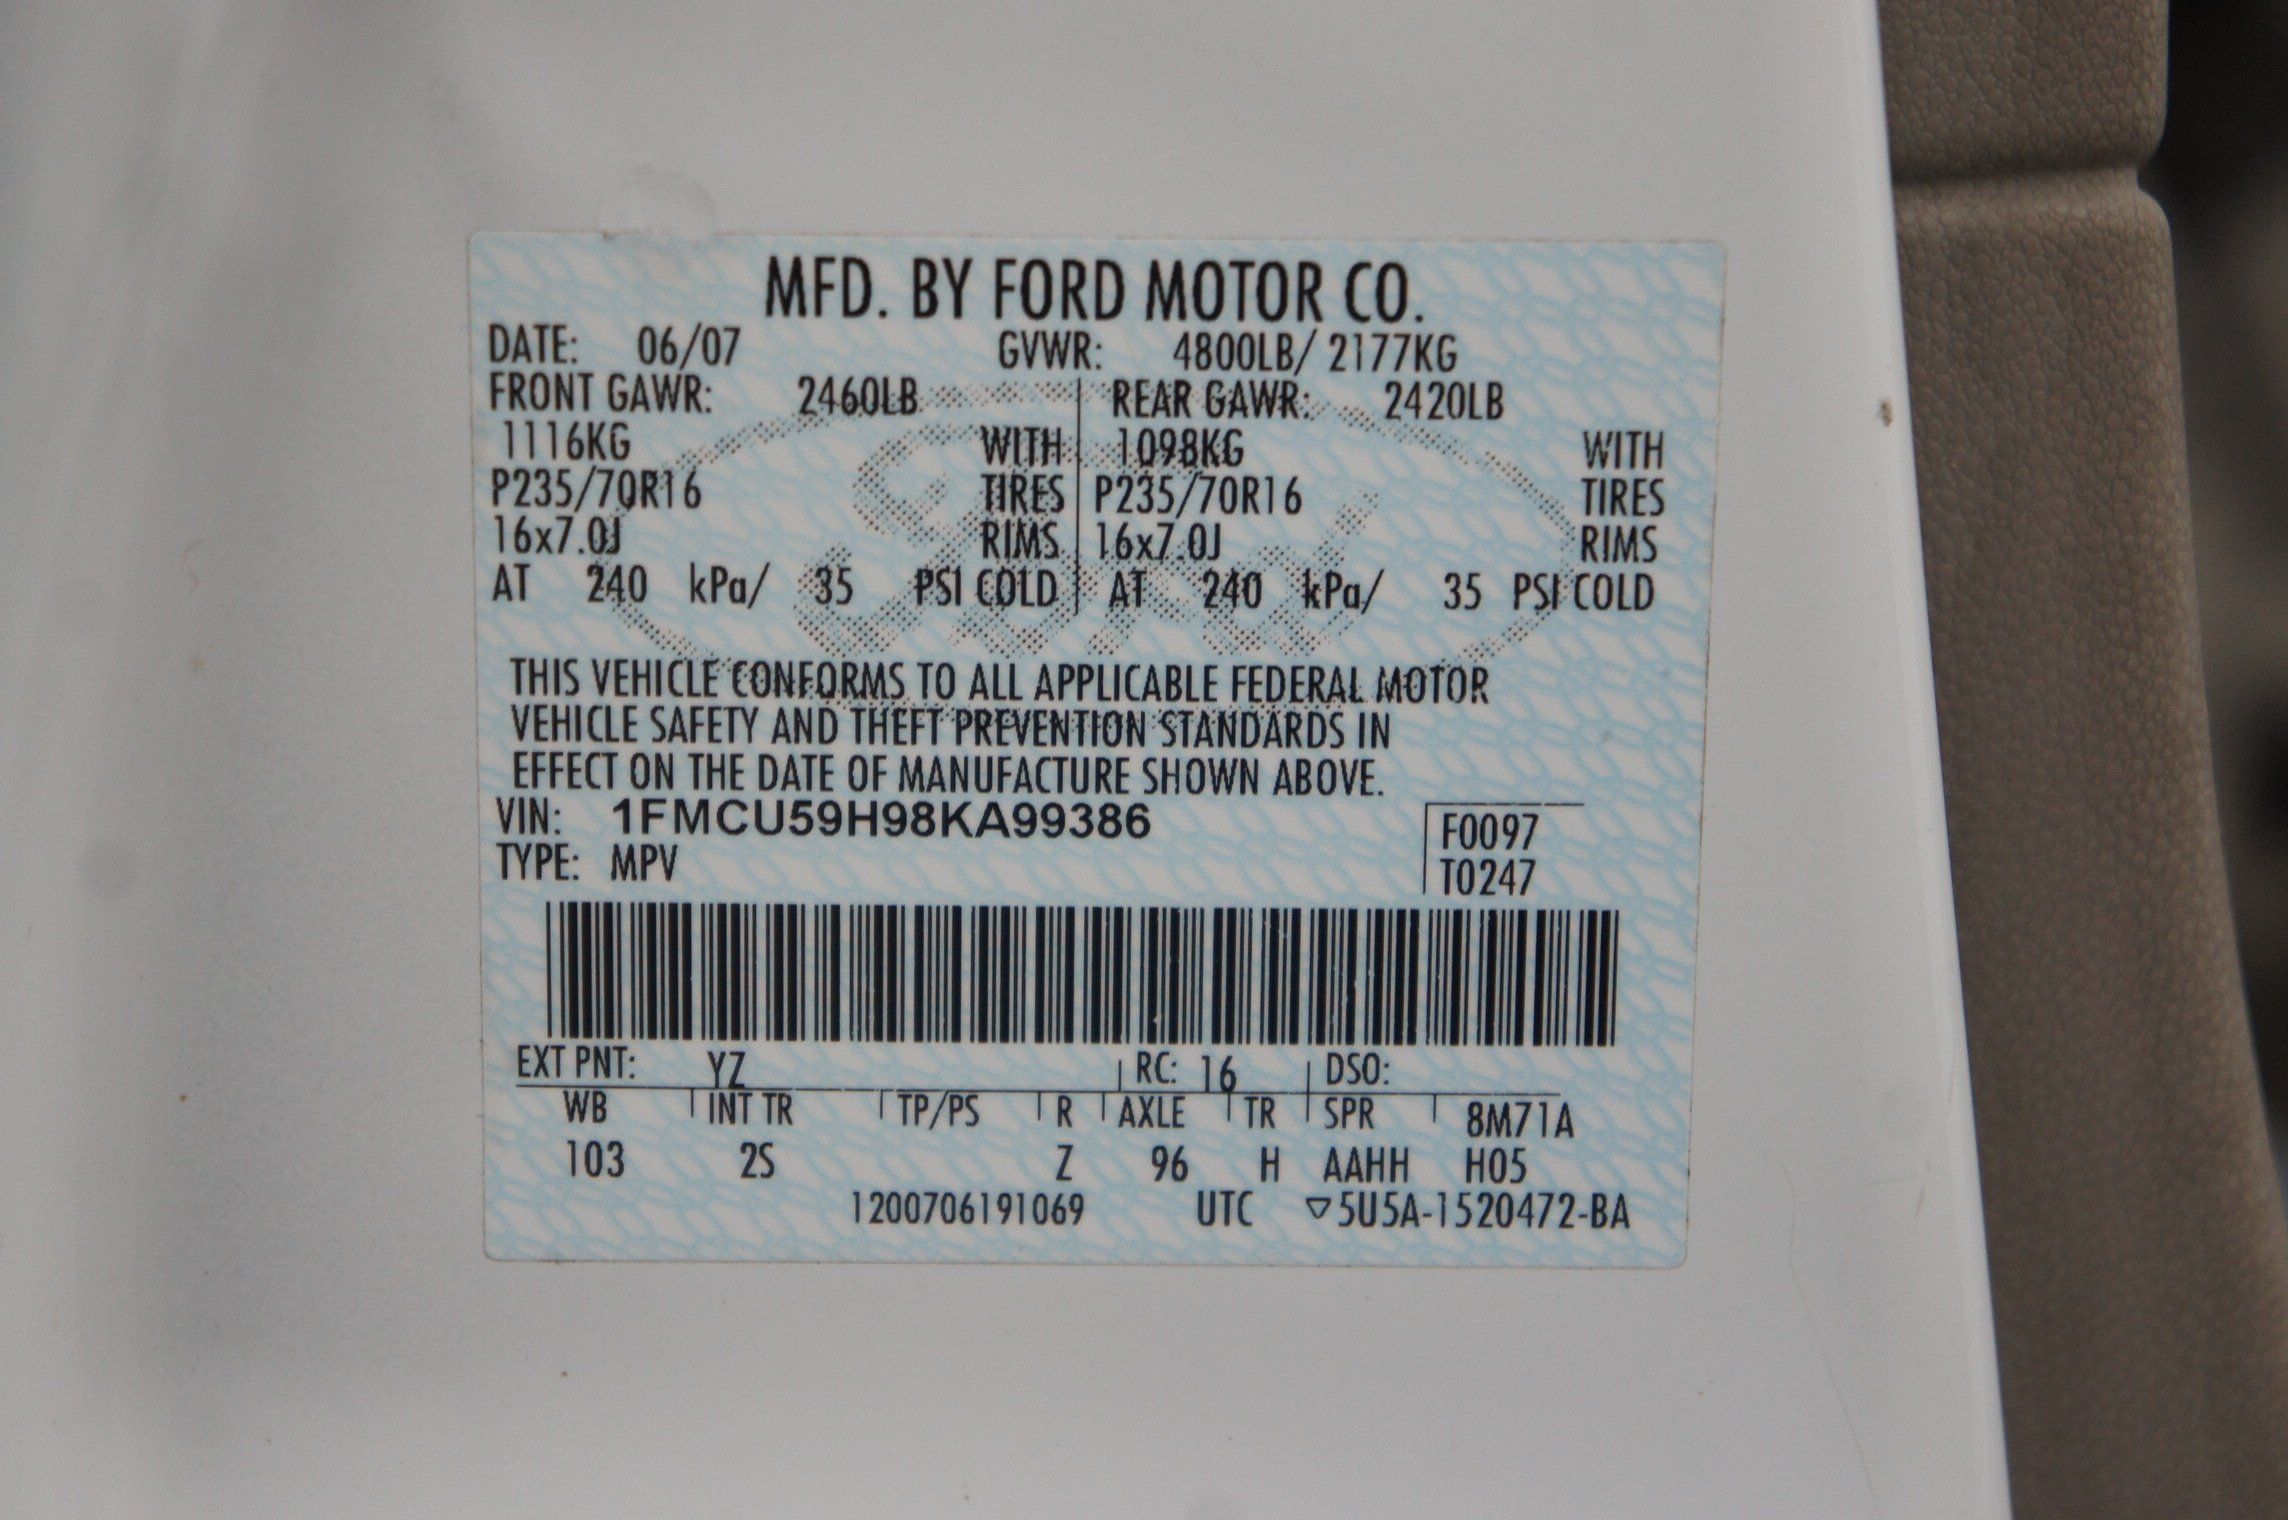 MFD. BY FORD MOTOR CO.
DATE: 06/07 GVWR: 4800LB/ 2177KG
FRONT GAWR: 2460LB REAR GAWR: 2420LB
1116KG WITH 1098KG WITH
P235/70R16 TIRES P235/70R16 TIRES
16x7.0J RIMS 16x7.0J RIMS
AT 240 kPa/ 35 PSI COLD AT 240 kPa/ 35 PSI COLD
Ford
THIS VEHICLE CONFORMS TO ALL APPLICABLE FEDERAL MOTOR
VEHICLE SAFETY AND THEFT PREVENTION STANDARDS IN
EFFECT ON THE DATE OF MANUFACTURE SHOWN ABOVE.
VIN: 1FMCU59H98KA99386 F0097
TYPE: MPV T0247
EXT PNT: YZ RC: 16 DSO:
WB INT TR TP/PS R AXLE TR SPR 8M71A
103 2S Z 96 H AAHH H05
1200706191069 UTC ▽5U5A-1520472-BA